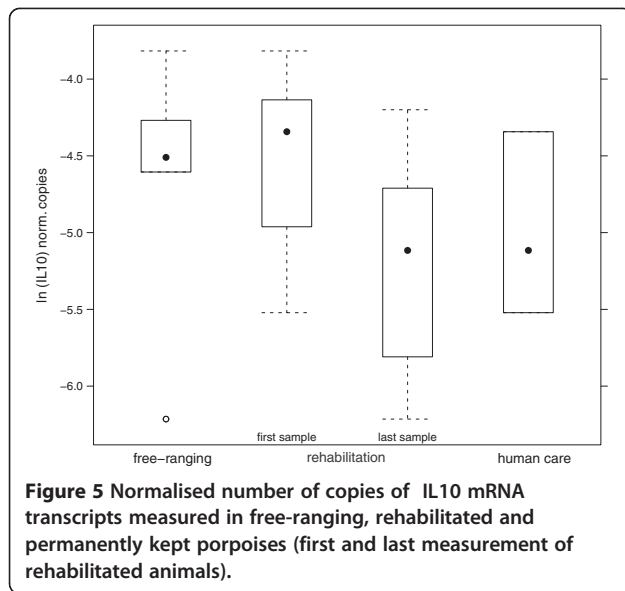 −4.0
−4.5
−5.0
−5.5
−6.0
ln (IL10) norm. copies
first sample
last sample
free−ranging
rehabilitation
human care
Figure 5 Normalised number of copies of IL10 mRNA
transcripts measured in free-ranging, rehabilitated and
permanently kept porpoises (first and last measurement of
rehabilitated animals).